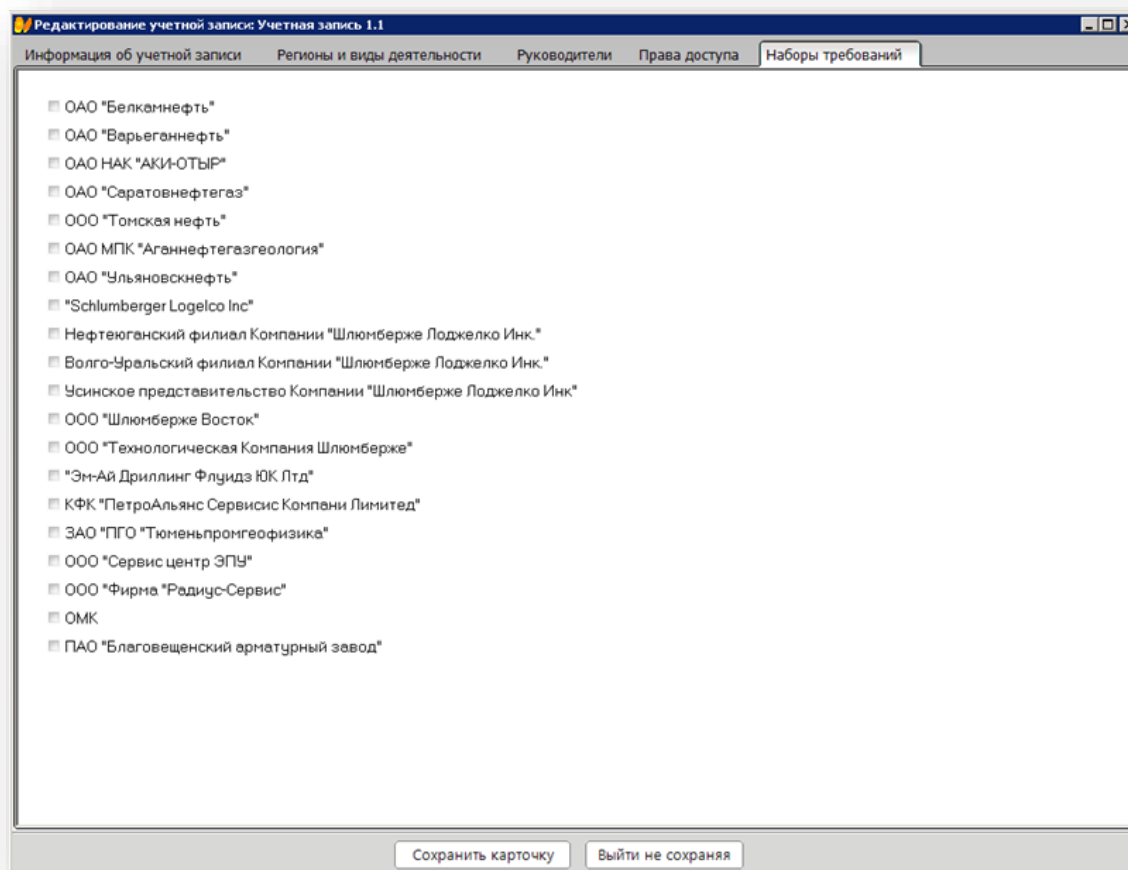 Редактирование учетной записи: Учетная запись 1.1
Информация об учетной записи Регионы и виды деятельности Руководители Права доступа Наборы требований
ОАО "Белкамнефть"
ОАО "Варьеганнефть"
ОАО НАК "АКИ-ОТЫР"
ОАО "Саратовнефтегаз"
ООО "Томская нефть"
ОАО МПК "Аганнефтегазгеология"
ОАО "Ульяновскнефть"
"Schlumberger Logelco Inc"
Нефтеюганский филиал Компании "Шлюмберже Лоджелко Инк."
Волго-Уральский филиал Компании "Шлюмберже Лоджелко Инк."
Усинское представительство Компании "Шлюмберже Лоджелко Инк"
ООО "Шлюмберже Восток"
ООО "Технологическая Компания Шлюмберже"
"Эм-Ай Дриллинг Флуидз ЮК Лтд"
КФК "ПетроАльянс Сервисис Компани Лимитед"
ЗАО "ПГО "Тюменьпромгеофизика"
ООО "Сервис центр ЭПУ"
ООО "Фирма "Радиус-Сервис"
ОМК
ПАО "Благовещенский арматурный завод"
Сохранить карточку Выйти не сохраняя